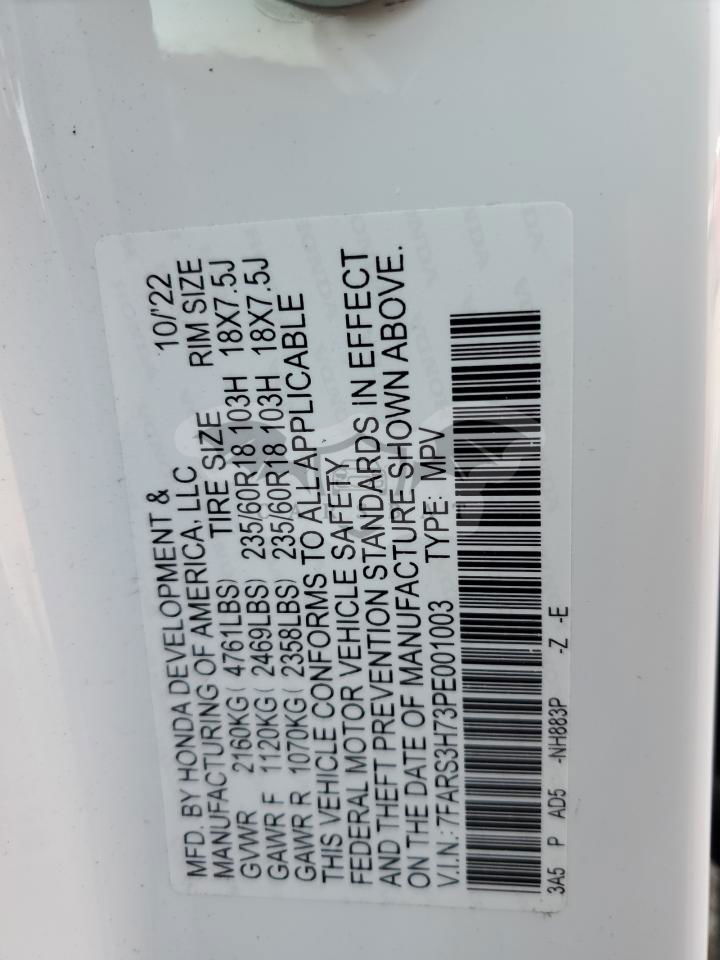 MFD. BY HONDA DEVELOPMENT & 10/'22
MANUFACTURING OF AMERICA, LLC TIRE SIZE RIM SIZE
GVWR 2160KG( 4761LBS) 235/60R18 103H 18X7.5J
GAWR F 1120KG( 2469LBS) 235/60R18 103H 18X7.5J
GAWR R 1070KG( 2358LBS)
THIS VEHICLE CONFORMS TO ALL APPLICABLE
FEDERAL MOTOR VEHICLE SAFETY
AND THEFT PREVENTION STANDARDS IN EFFECT
ON THE DATE OF MANUFACTURE SHOWN ABOVE.
V.I.N.: 7FARS3H73PE001003 TYPE: MPV
3A5 P AD5 -NH883P -Z -E